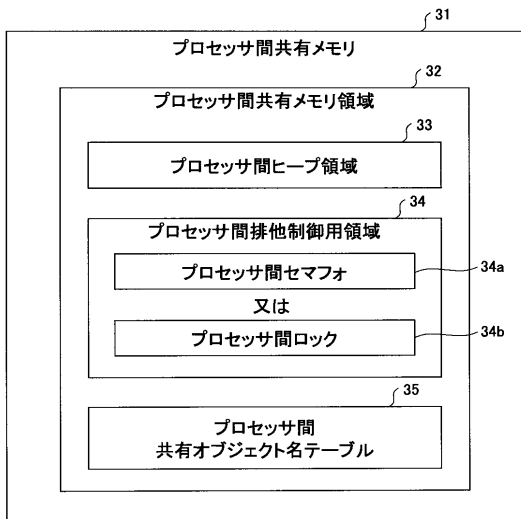 31
プロセッサ間共有メモリ
32
プロセッサ間共有メモリ領域
33
プロセッサ間ヒープ領域
34
プロセッサ間排他制御用領域
プロセッサ間セマフォ
34a
又は
プロセッサ間ロック
34b
35
プロセッサ間
共有オブジェクト名テーブル